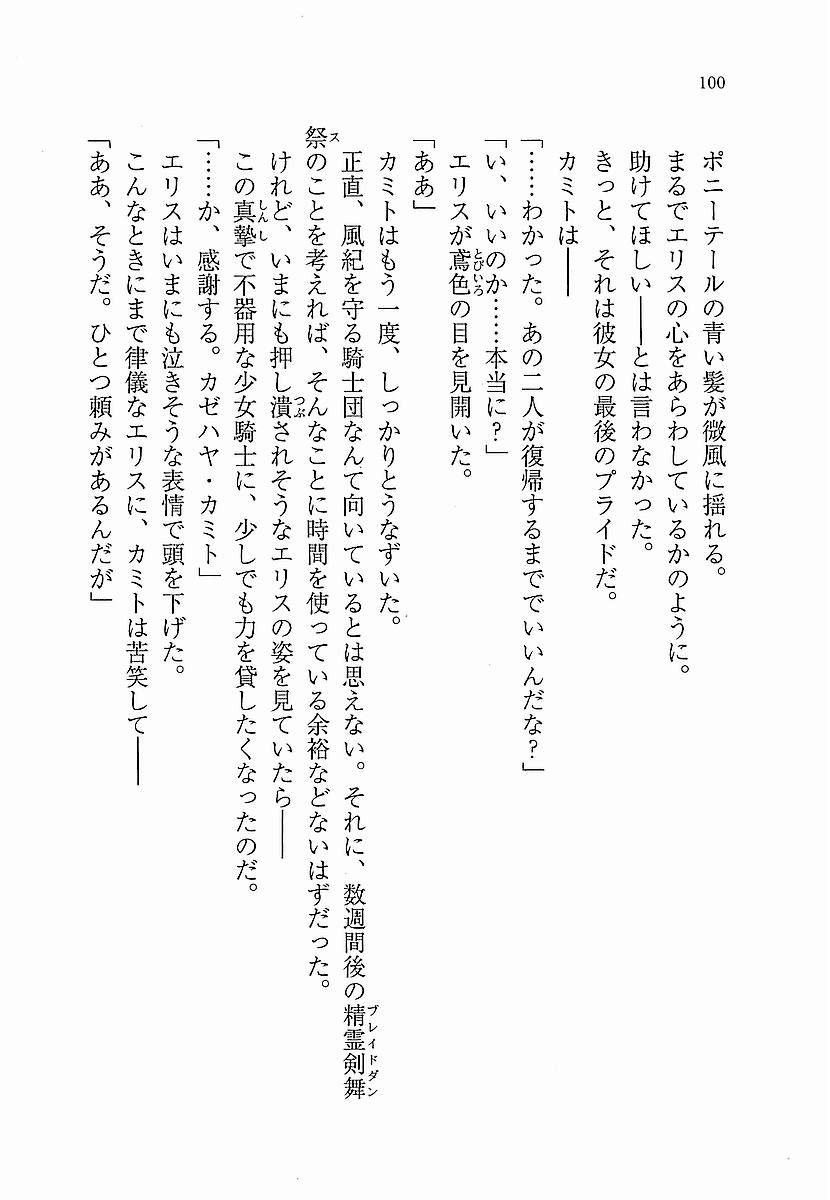 100
ポニーテールの青い髪が微風に揺れる。
まるでエリスの心をあらわしているかのように。
助けてほしい――とは言わなかった。
きっと、それは彼女の最後のプライドだ。
カミトは――
「……わかった。あの二人が復帰するまででいいんだな?」
「い、いいのか……本当に?」
エリスが鳶色の目を見開いた。
とびいろ
「ああ」
カミトはもう一度、しっかりとうなずいた。
正直、風紀を守る騎士団なんて向いているとは思えない。それに、数週間後の精霊剣舞
ブレイドダン
祭のことを考えれば、そんなことに時間を使っている余裕などないはずだった。
ス
けれど、いまにも押し潰されそうなエリスの姿を見ていたら――
つぶ
この真摯で不器用な少女騎士に、少しでも力を貸したくなったのだ。
しんし
「……か、感謝する。カゼハヤ・カミト」
エリスはいまにも泣きそうな表情で頭を下げた。
こんなときにまで律儀なエリスに、カミトは苦笑して――
「ああ、そうだ。ひとつ頼みがあるんだが」